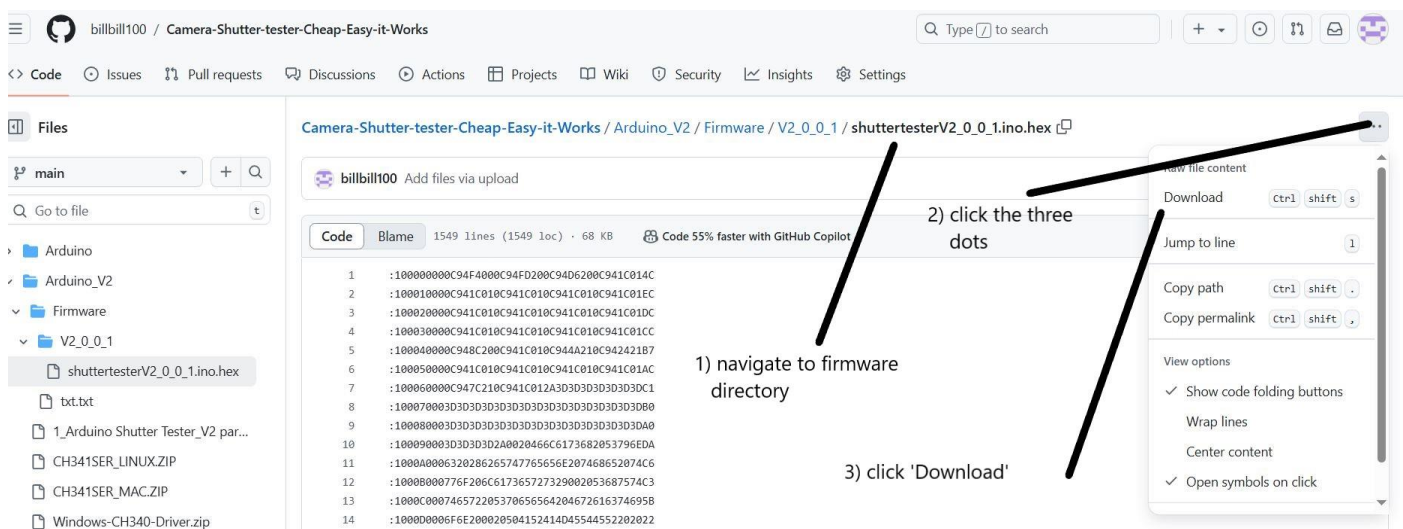 billbill100 / Camera-Shutter-tester-Cheap-Easy-it-Works
Type / to search
<> Code Issues Pull requests Discussions Actions Projects Wiki Security Insights Settings
Files
main
Go to file t
Arduino
Arduino_V2
Firmware
V2_0_0_1
shuttertesterV2_0_0_1.ino.hex
txt.txt
1_Arduino Shutter Tester_V2 par...
CH341SER_LINUX.ZIP
CH341SER_MAC.ZIP
Windows-CH340-Driver.zip
Camera-Shutter-tester-Cheap-Easy-it-Works / Arduino_V2 / Firmware / V2_0_0_1 / shuttertesterV2_0_0_1.ino.hex
billbill100 Add files via upload
Code Blame 1549 lines (1549 loc) · 68 KB Code 55% faster with GitHub Copilot
1 :100000000C94F4000C94FD200C94D6200C941C014C
2 :100010000C941C010C941C010C941C010C941C01EC
3 :100020000C941C010C941C010C941C010C941C01DC
4 :100030000C941C010C941C010C941C010C941C01CC
5 :100040000C948C200C941C010C944A210C942421B7
6 :100050000C941C010C941C010C941C010C941C01AC
7 :100060000C947C210C941C012A3D3D3D3D3D3D3DC1
8 :100070003D3D3D3D3D3D3D3D3D3D3D3D3D3D3D3DB0
9 :100080003D3D3D3D3D3D3D3D3D3D3D3D3D3D3D3DA0
10 :100090003D3D3D3D2A0020466C6173682053796EDA
11 :1000A000632028626574776565656E207468652074C6
12 :1000B000776F206C617365727329002053687574C3
13 :1000C000746572205370656564204672616374695B
14 :1000D0006F6E200020504152414D45544552202022
1) navigate to firmware
directory
2) click the three
dots
3) click 'Download'
Raw file content
Download Ctrl shift s
Jump to line l
Copy path Ctrl shift .
Copy permalink Ctrl shift ,
View options
Show code folding buttons
Wrap lines
Center content
Open symbols on click